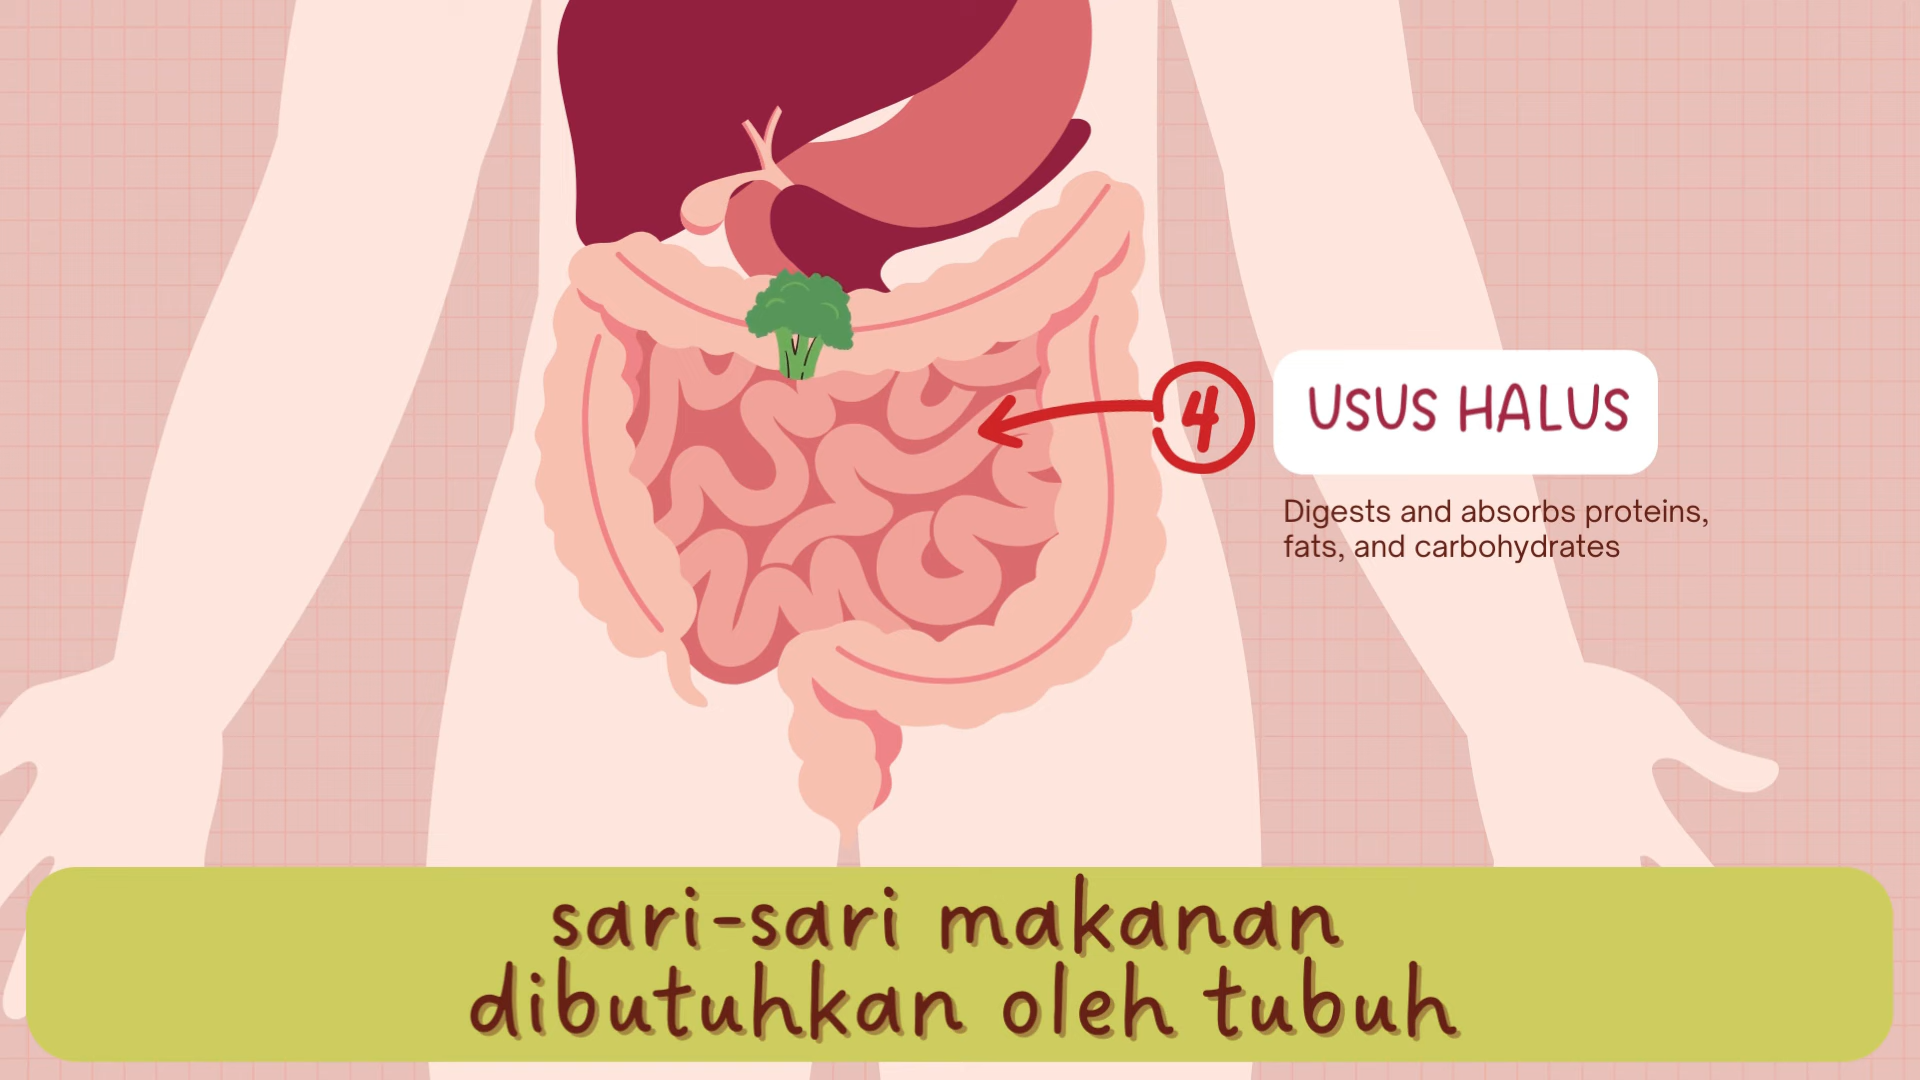 4
USUS HALUS
Digests and absorbs proteins,
fats, and carbohydrates
sari-sari makanan
dibutuhkan oleh tubuh